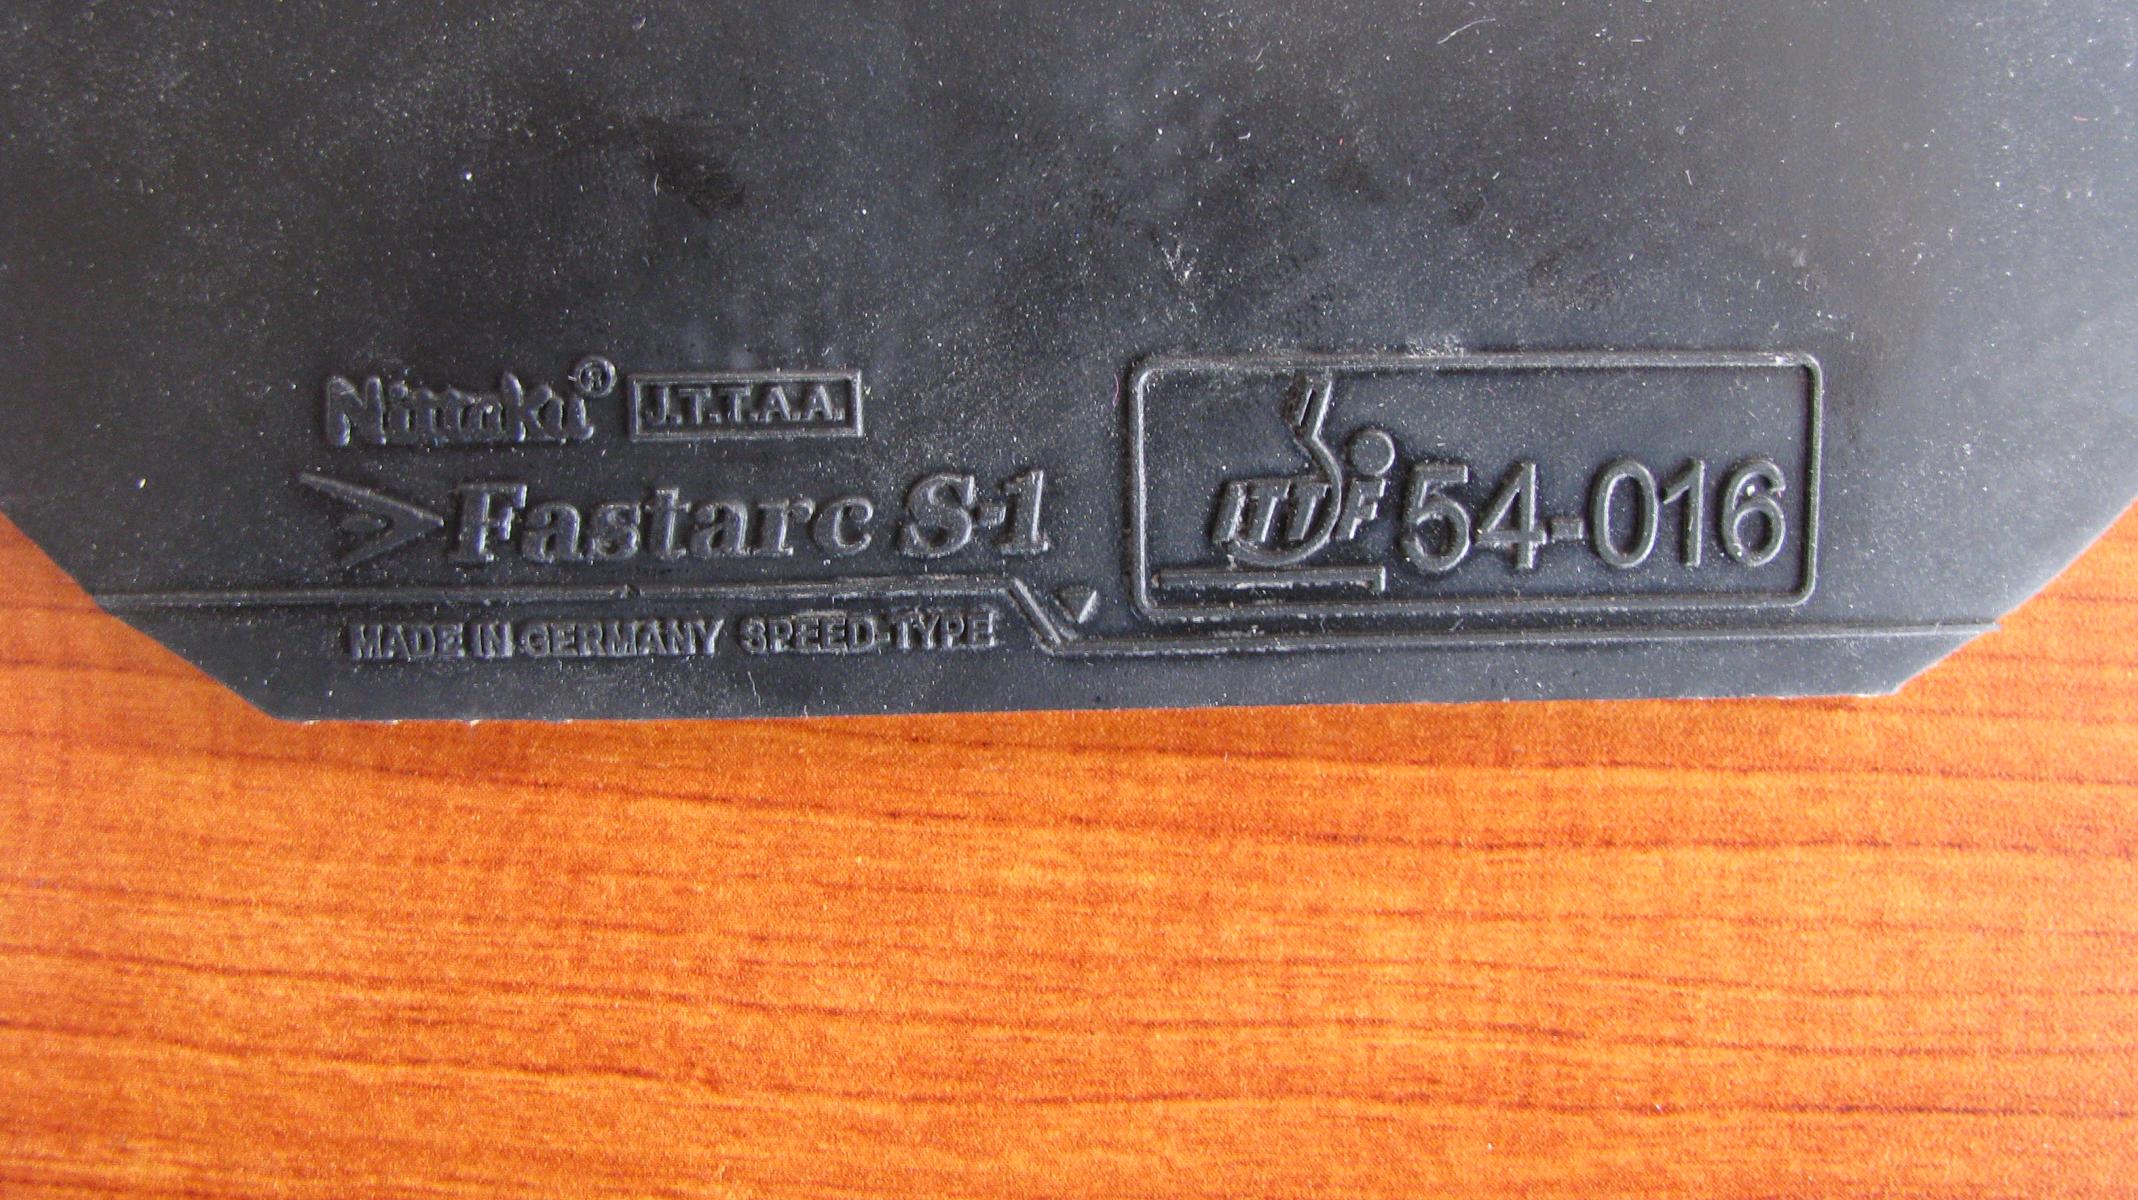 Nittaku® J.T.T.A.A.
Fastarc S-1
MADE IN GERMANY SPEED-TYPE
ITTF 54-016